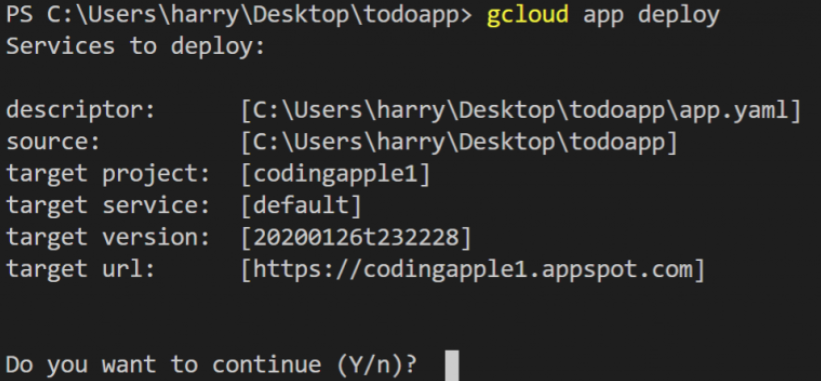 PS C:\Users\harry\Desktop\todoapp> gcloud app deploy
Services to deploy:
descriptor: [C:\Users\harry\Desktop\todoapp\app.yaml]
source: [C:\Users\harry\Desktop\todoapp]
target project: [codingapple1]
target service: [default]
target version: [20200126t232228]
target url: [https://codingapple1.appspot.com]
Do you want to continue (Y/n)?